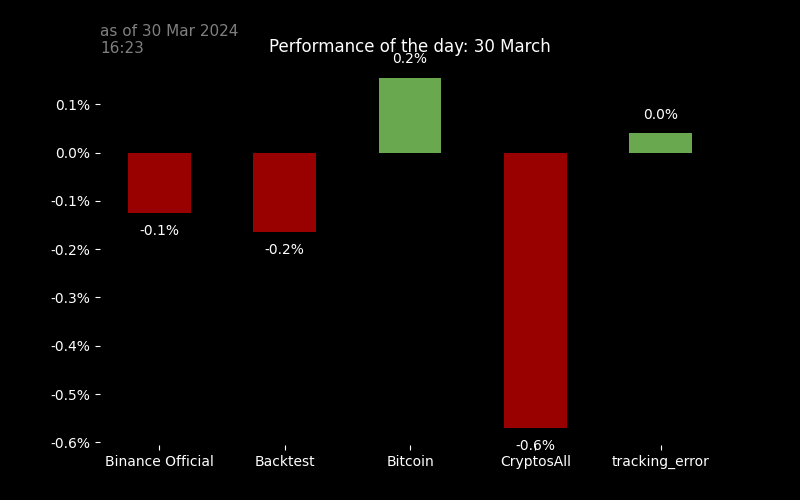 as of 30 Mar 2024
16:23
Performance of the day: 30 March
0.2%
0.1%
0.0%
0.0%
-0.1%
-0.1%
-0.2%
-0.2%
-0.3%
-0.4%
-0.5%
-0.6%
-0.6%
Binance Official
Backtest
Bitcoin
CryptosAll
tracking_error